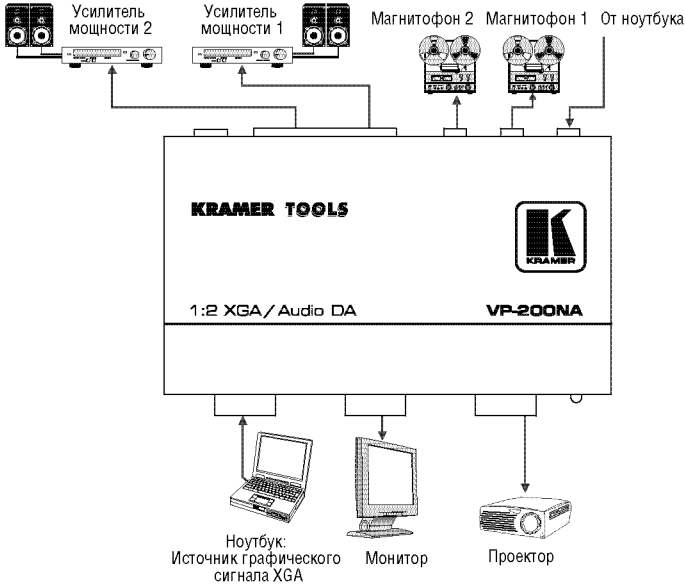 Усилитель
мощности 2
Усилитель
мощности 1
Магнитофон 2
Магнитофон 1
От ноутбука
KRAMER TOOLS
KRAMER
1:2 XGA/Audio DA
VP-200NA
Ноутбук:
Источник графического
сигнала XGA
Монитор
Проектор